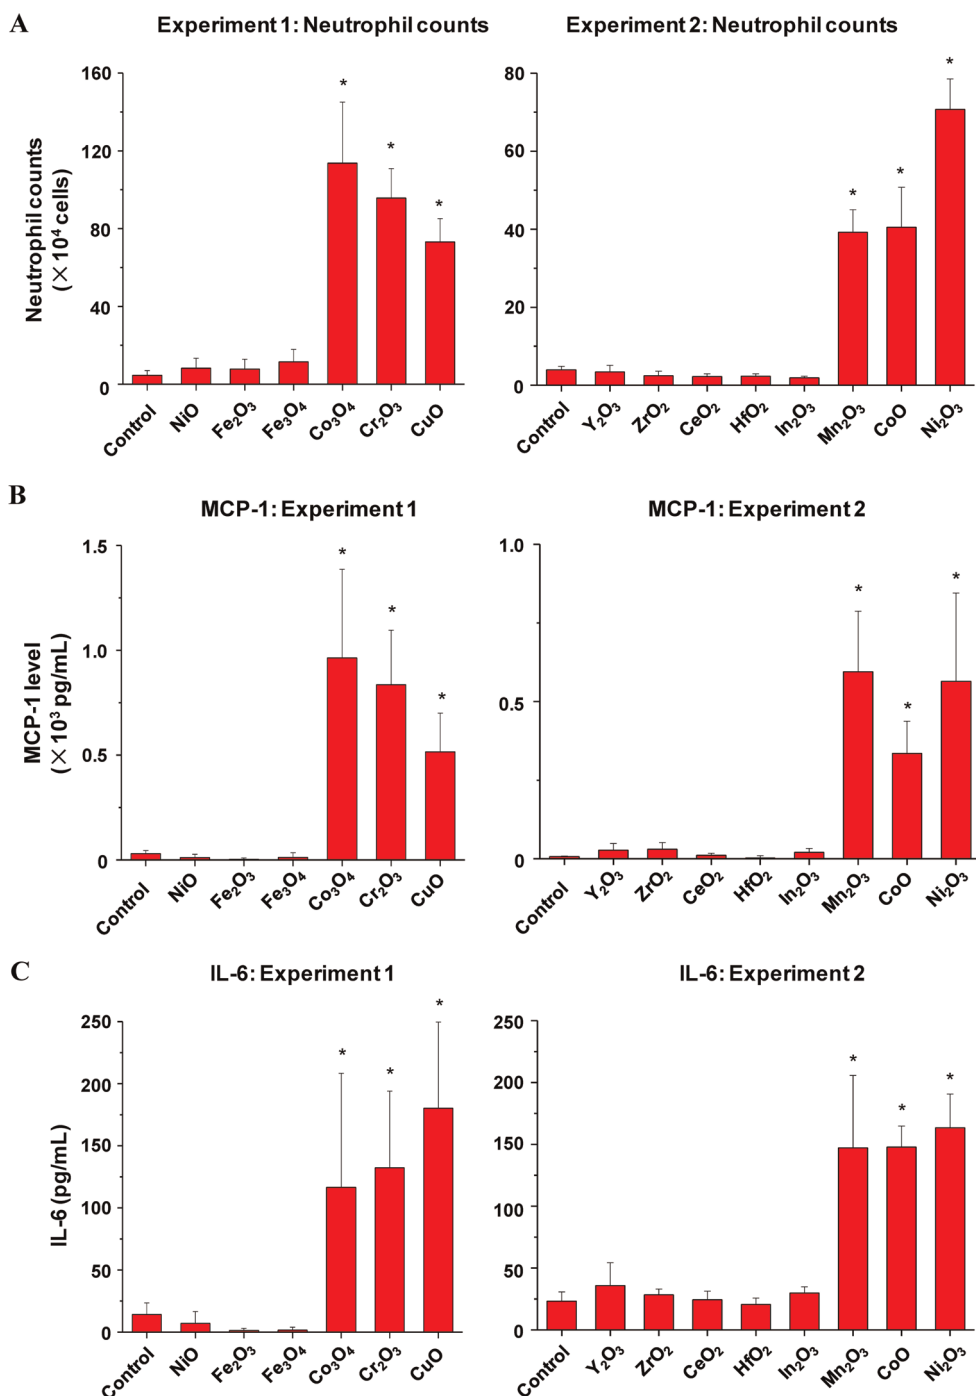 A
Experiment 1: Neutrophil counts
Neutrophil counts
(×10⁴ cells)
160
120
80
40
0
Control
NiO
Fe₂O₃
Fe₃O₄
Co₃O₄
Cr₂O₃
CuO
*
*
*
Experiment 2: Neutrophil counts
80
60
40
20
0
Control
Y₂O₃
ZrO₂
CeO₂
HfO₂
In₂O₃
Mn₂O₃
CoO
Ni₂O₃
*
*
*
B
MCP-1: Experiment 1
MCP-1 level
(×10³ pg/mL)
1.5
1.0
0.5
0
Control
NiO
Fe₂O₃
Fe₃O₄
Co₃O₄
Cr₂O₃
CuO
*
*
*
MCP-1: Experiment 2
1.0
0.5
0
Control
Y₂O₃
ZrO₂
CeO₂
HfO₂
In₂O₃
Mn₂O₃
CoO
Ni₂O₃
*
*
*
C
IL-6: Experiment 1
IL-6 (pg/mL)
250
200
150
100
50
0
Control
NiO
Fe₂O₃
Fe₃O₄
Co₃O₄
Cr₂O₃
CuO
*
*
*
IL-6: Experiment 2
250
200
150
100
50
0
Control
Y₂O₃
ZrO₂
CeO₂
HfO₂
In₂O₃
Mn₂O₃
CoO
Ni₂O₃
*
*
*